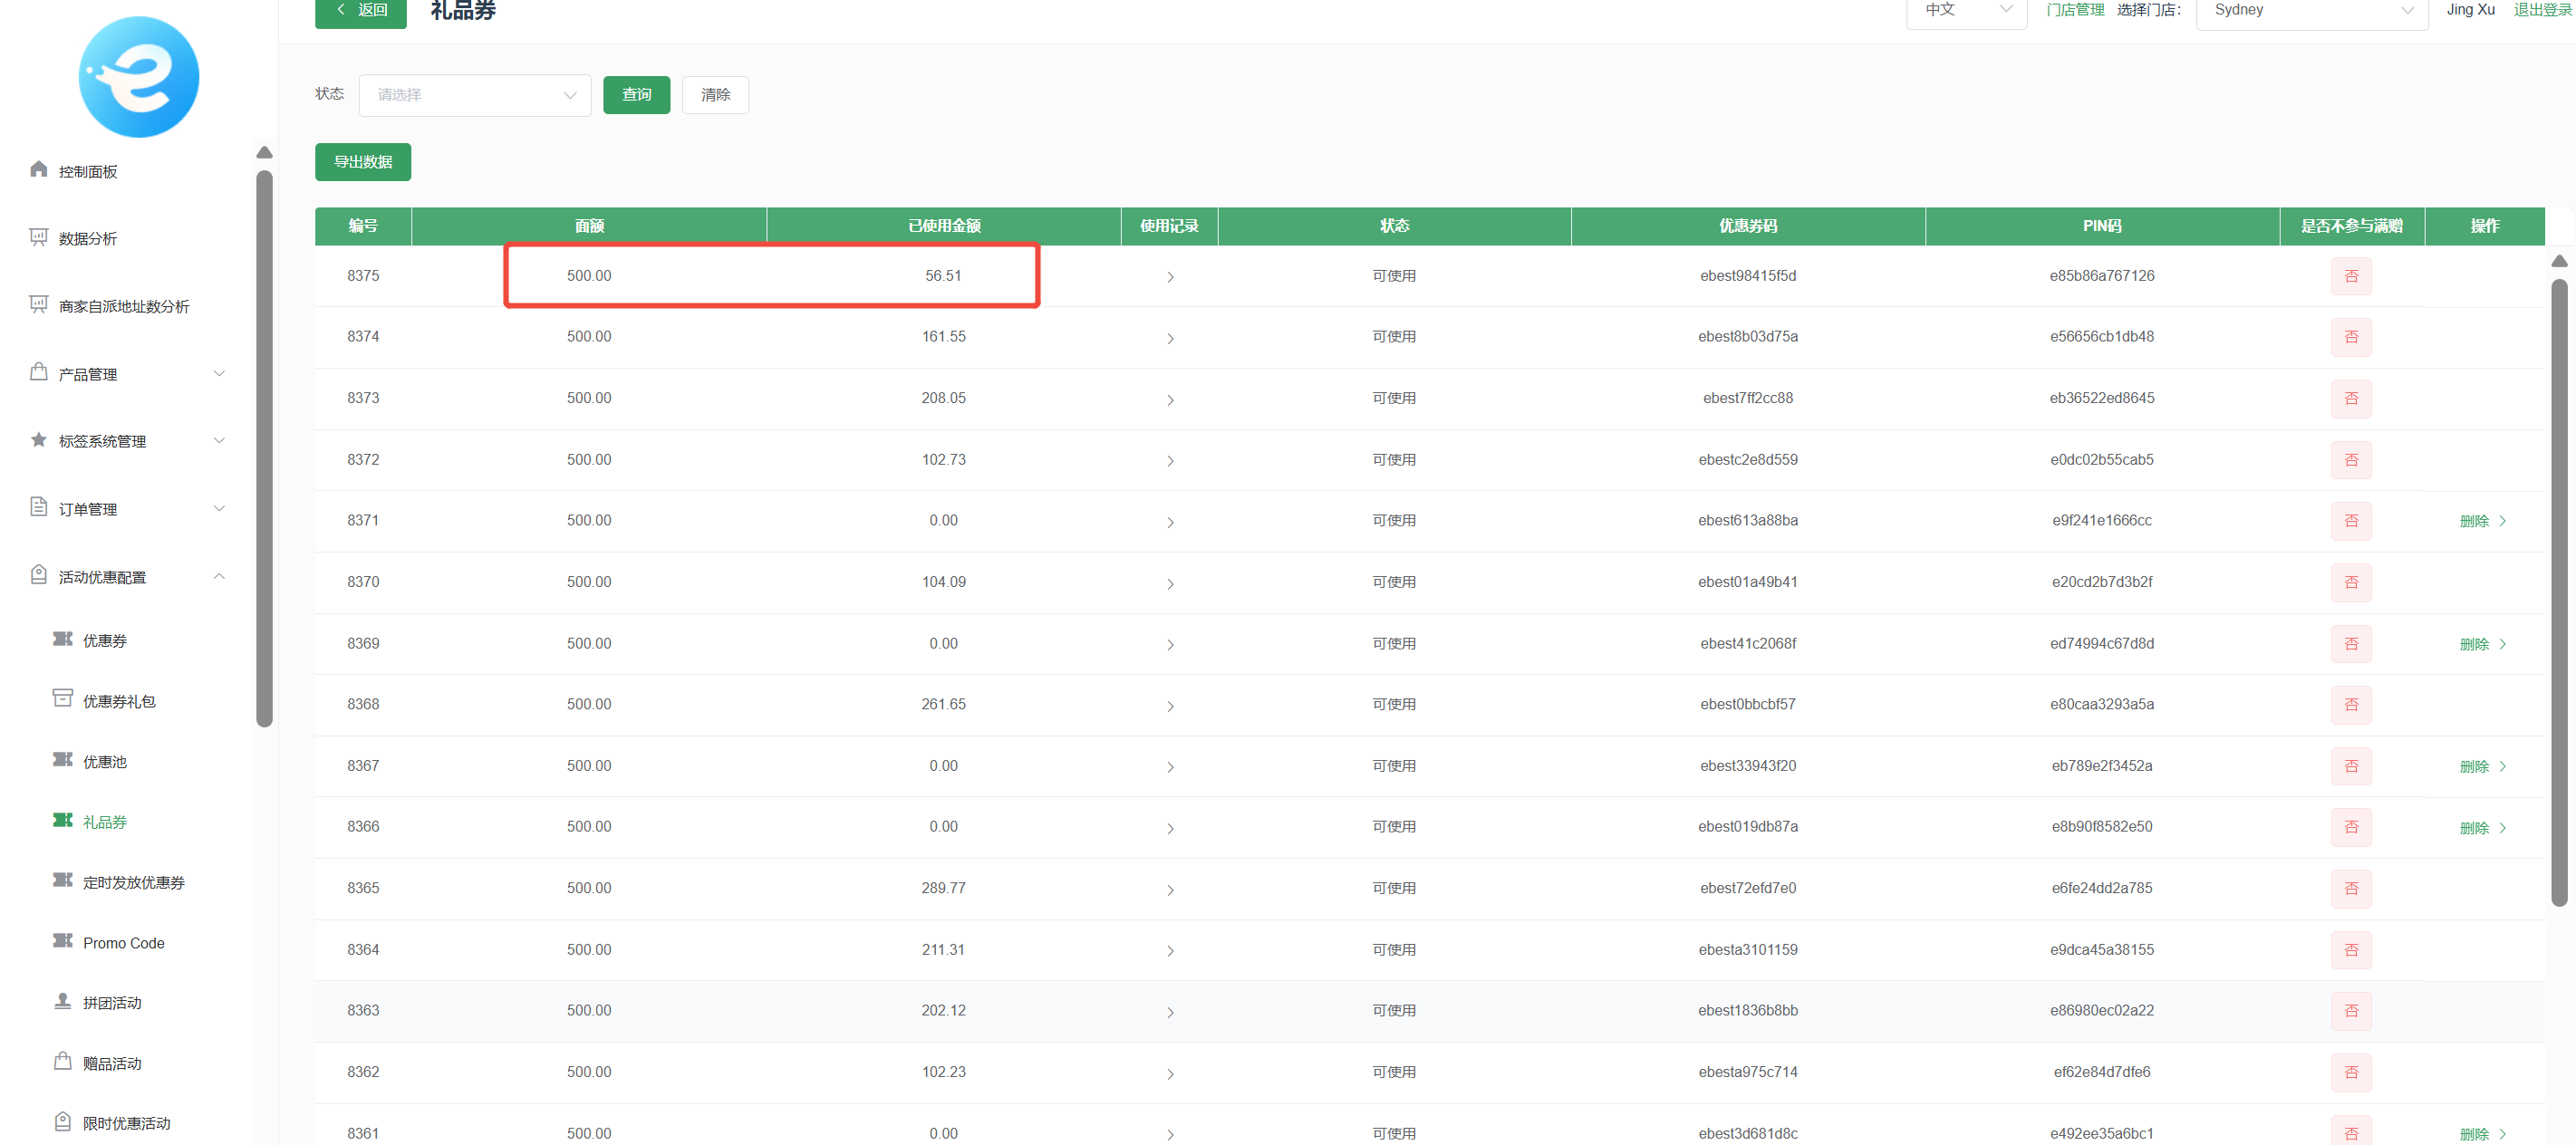 返回 礼品券 中文 门店管理 选择门店： Sydney Jing Xu 退出登录
状态 请选择 查询 清除
导出数据
控制面板
数据分析
商家自派地址数分析
产品管理
标签系统管理
订单管理
活动优惠配置
优惠券
优惠券礼包
优惠池
礼品券
定时发放优惠券
Promo Code
拼团活动
赠品活动
限时优惠活动
编号 面额 已使用金额 使用记录 状态 优惠券码 PIN码 是否不参与满赠 操作
8375 500.00 56.51 可使用 ebest98415f5d e85b86a767126 否
8374 500.00 161.55 可使用 ebest8b03d75a e56656cb1db48 否
8373 500.00 208.05 可使用 ebest7ff2cc88 eb36522ed8645 否
8372 500.00 102.73 可使用 ebestc2e8d559 e0dc02b55cab5 否
8371 500.00 0.00 可使用 ebest613a88ba e9f241e1666cc 否 删除
8370 500.00 104.09 可使用 ebest01a49b41 e20cd2b7d3b2f 否
8369 500.00 0.00 可使用 ebest41c2068f ed74994c67d8d 否 删除
8368 500.00 261.65 可使用 ebest0bbcbf57 e80caa3293a5a 否
8367 500.00 0.00 可使用 ebest33943f20 eb789e2f3452a 否 删除
8366 500.00 0.00 可使用 ebest019db87a e8b90f8582e50 否 删除
8365 500.00 289.77 可使用 ebest72efd7e0 e6fe24dd2a785 否
8364 500.00 211.31 可使用 ebesta3101159 e9dca45a38155 否
8363 500.00 202.12 可使用 ebest1836b8bb e86980ec02a22 否
8362 500.00 102.23 可使用 ebesta975c714 ef62e84d7dfe6 否
8361 500.00 0.00 可使用 ebest3d681d8c e492ee35a6bc1 否 删除